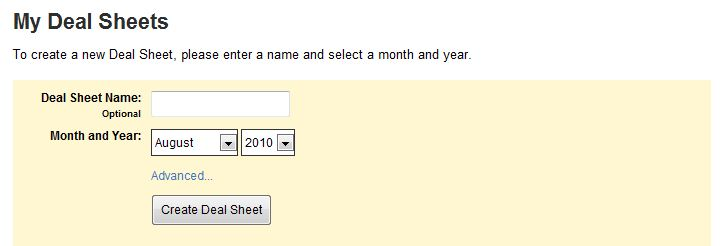 My Deal Sheets
To create a new Deal Sheet, please enter a name and select a month and year.
Deal Sheet Name:
Optional
Month and Year: August 2010
Advanced...
Create Deal Sheet